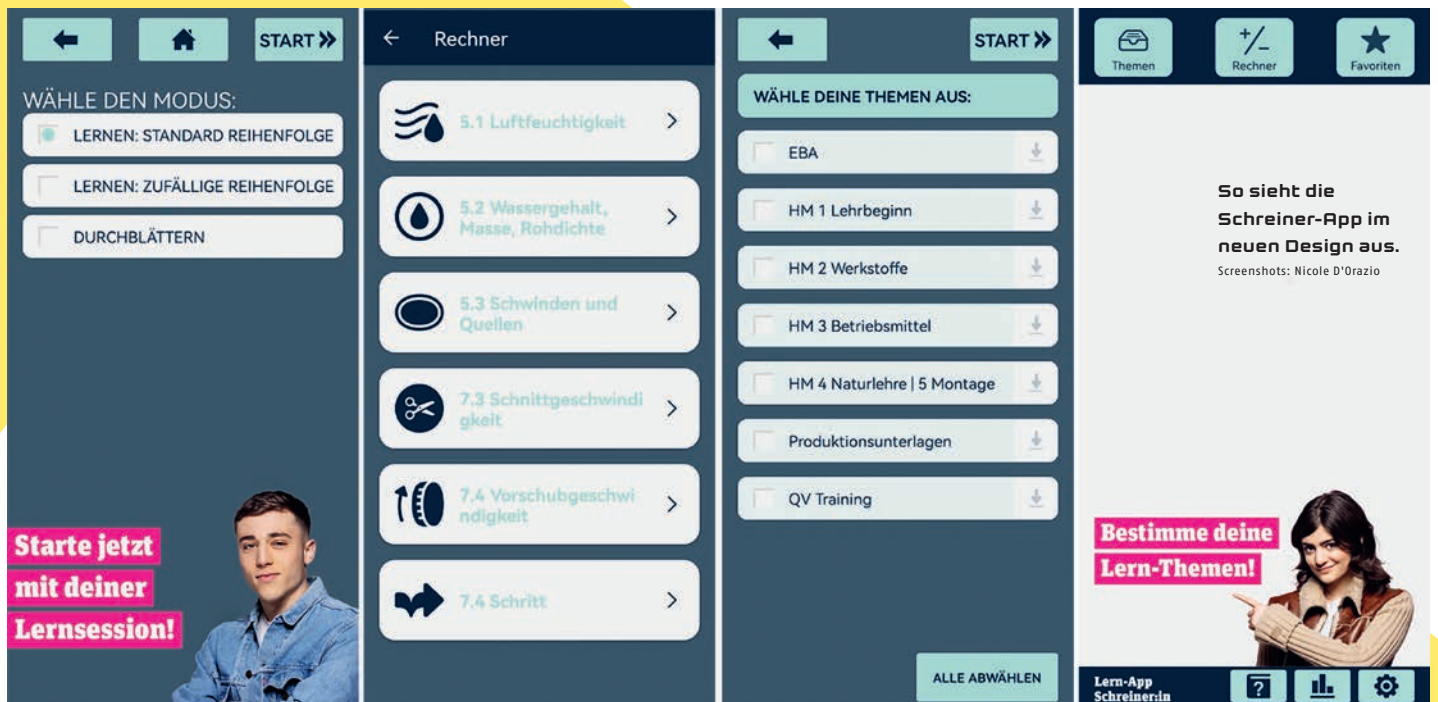 START
WÄHLE DEN MODUS:
LERNEN: STANDARD REIHENFOLGE
LERNEN: ZUFÄLLIGE REIHENFOLGE
DURCHBLÄTTERN
Starte jetzt
mit deiner
Lernsession!
Rechner
5.1 Luftfeuchtigkeit
5.2 Wassergehalt,
Masse, Rohdichte
5.3 Schwinden und
Quellen
7.3 Schnittgeschwindi
gkeit
7.4 Vorschubgeschwi
ndigkeit
7.4 Schritt
START
WÄHLE DEINE THEMEN AUS:
EBA
HM 1 Lehrbeginn
HM 2 Werkstoffe
HM 3 Betriebsmittel
HM 4 Naturlehre | 5 Montage
Produktionsunterlagen
QV Training
ALLE ABWÄHLEN
Themen
Rechner
Favoriten
So sieht die
Schreiner-App im
neuen Design aus.
Screenshots: Nicole D'Orazio
Bestimme deine
Lern-Themen!
Lern-App
Schreiner:in